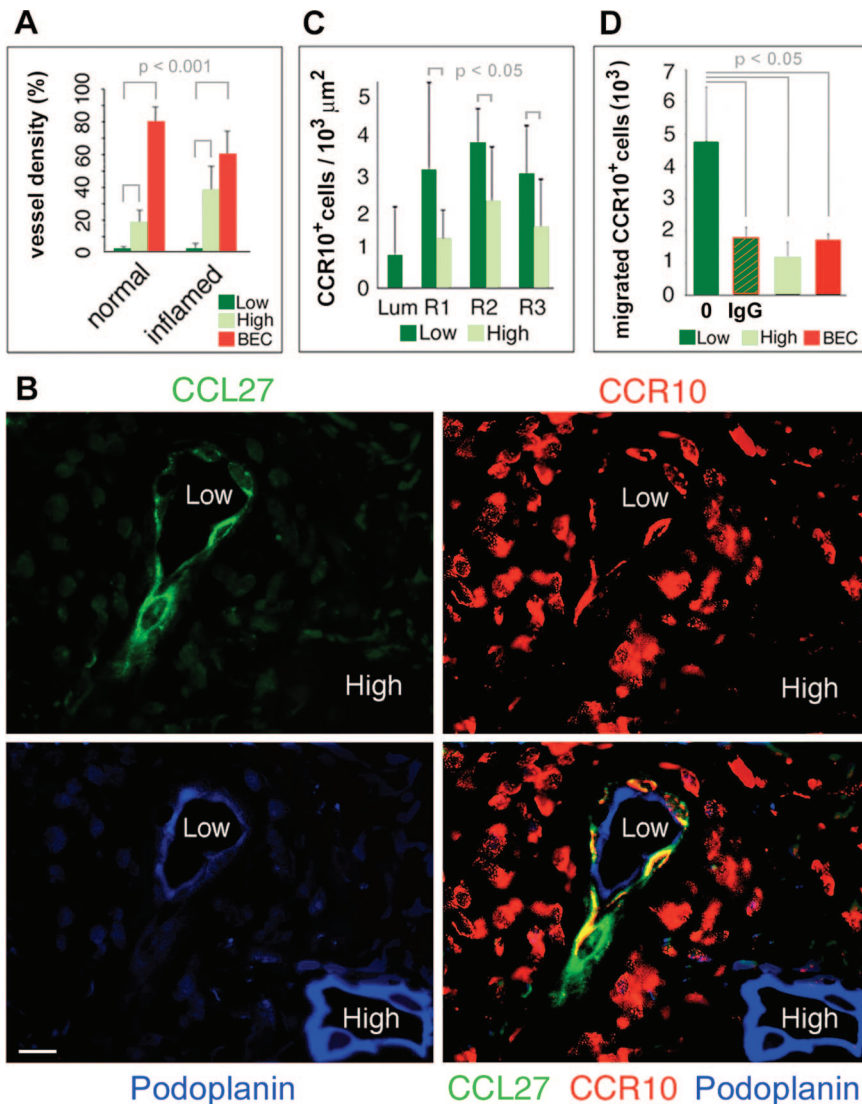 A
p < 0.001
vessel density (%)
100
80
60
40
20
0
normal
inflamed
Low
High
BEC
C
p < 0.05
CCR10+ cells / 10³ µm²
5
4
3
2
1
0
Lum R1 R2 R3
Low High
D
p < 0.05
migrated CCR10+ cells (10³)
7
6
5
4
3
2
1
0
0 IgG
Low High BEC
B
CCL27
CCR10
Low
High
Low
High
Low
High
Low
High
Podoplanin
CCL27 CCR10 Podoplanin